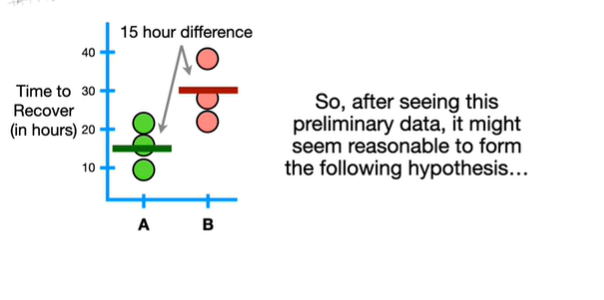 15 hour difference
40
Time to
Recover
(in hours)
30
20
10
A
B
So, after seeing this
preliminary data, it might
seem reasonable to form
the following hypothesis…